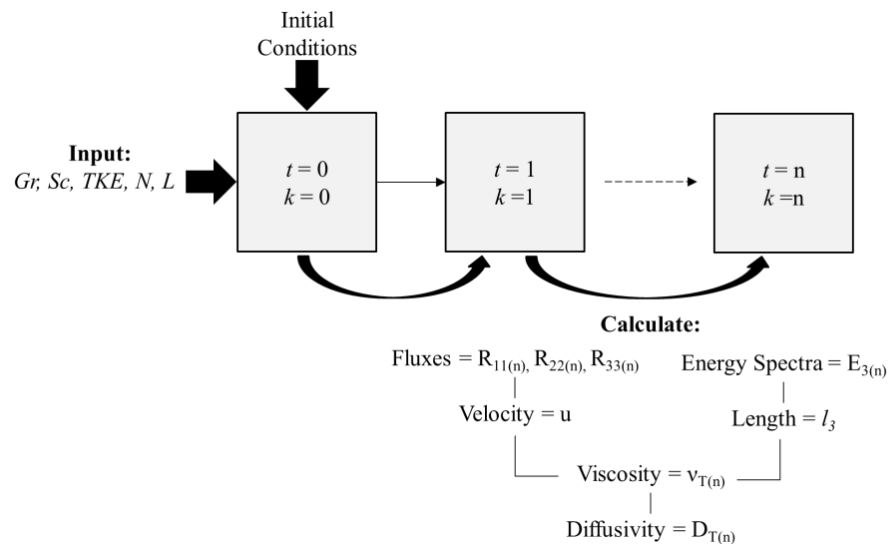 Initial
Conditions
Input:
Gr, Sc, TKE, N, L
t = 0
k = 0
t = 1
k =1
t = n
k =n
Calculate:
Fluxes = R11(n), R22(n), R33(n)
Energy Spectra = E3(n)
Velocity = u
Length = l3
Viscosity = νT(n)
Diffusivity = DT(n)